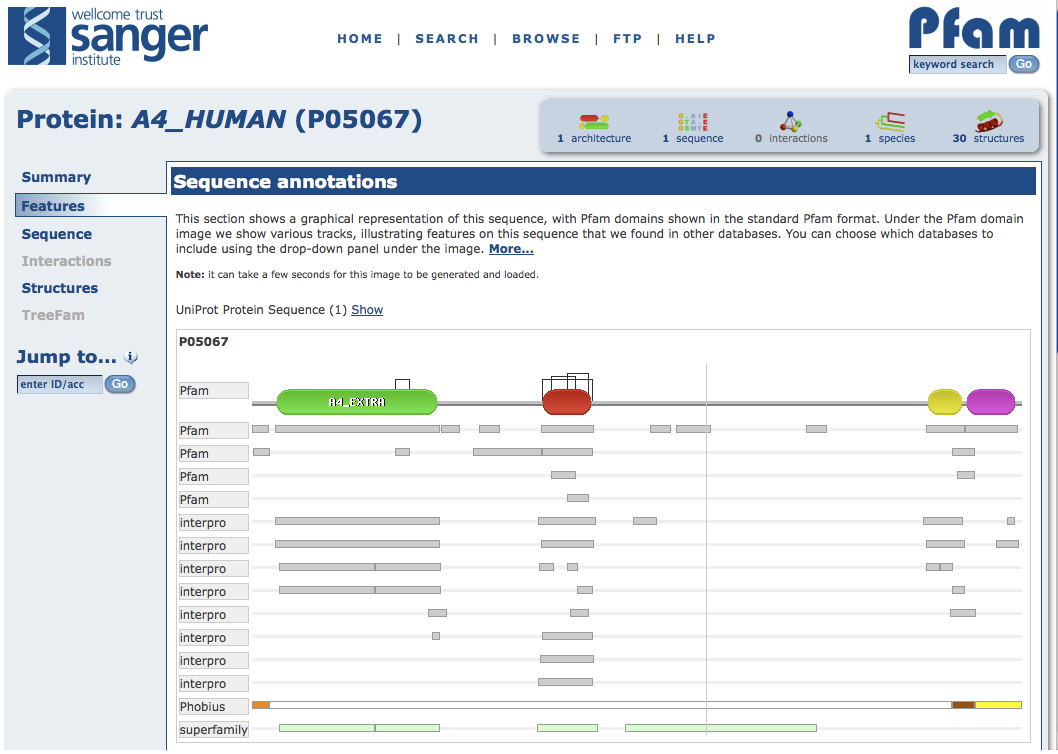 wellcome trust
sanger
institute
HOME | SEARCH | BROWSE | FTP | HELP
Pfam
keyword search Go
Protein: A4_HUMAN (P05067)
1 architecture 1 sequence 0 interactions 1 species 30 structures
Summary
Features
Sequence
Interactions
Structures
TreeFam
Jump to... i
enter ID/acc Go
Sequence annotations
This section shows a graphical representation of this sequence, with Pfam domains shown in the standard Pfam format. Under the Pfam domain
image we show various tracks, illustrating features on this sequence that we found in other databases. You can choose which databases to
include using the drop-down panel under the image. More...
Note: it can take a few seconds for this image to be generated and loaded.
UniProt Protein Sequence (1) Show
P05067
Pfam
A4_EXTRA
Pfam
Pfam
Pfam
Pfam
interpro
interpro
interpro
interpro
interpro
interpro
interpro
interpro
Phobius
superfamily